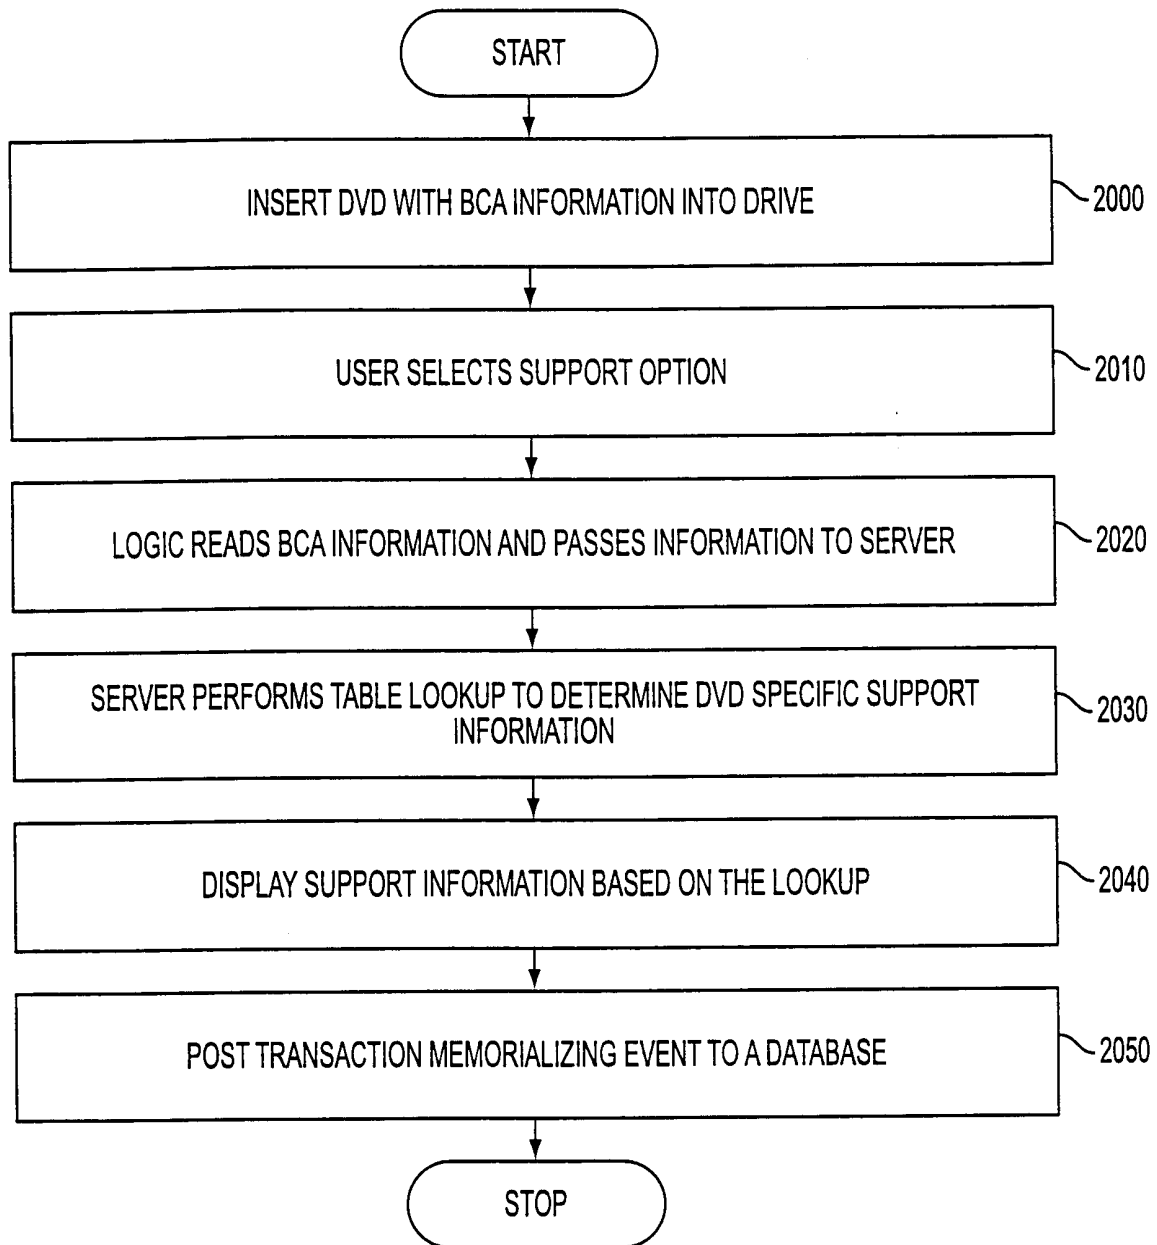 START
INSERT DVD WITH BCA INFORMATION INTO DRIVE
2000
USER SELECTS SUPPORT OPTION
2010
LOGIC READS BCA INFORMATION AND PASSES INFORMATION TO SERVER
2020
SERVER PERFORMS TABLE LOOKUP TO DETERMINE DVD SPECIFIC SUPPORT
INFORMATION
2030
DISPLAY SUPPORT INFORMATION BASED ON THE LOOKUP
2040
POST TRANSACTION MEMORIALIZING EVENT TO A DATABASE
2050
STOP